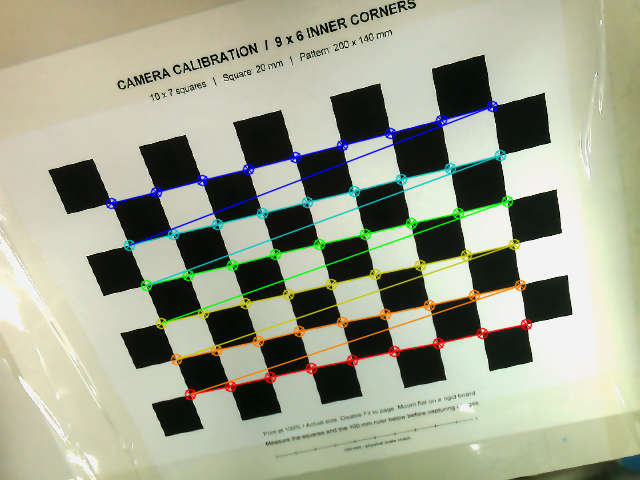 CAMERA CALIBRATION / 9 x 6 INNER CORNERS
10 x 7 squares | Square: 20 mm | Pattern: 200 x 140 mm
Print at 100% / Actual size. Disable Fit to page. Mount flat on a rigid board.
Measure the squares and the 100 mm ruler below before capturing
100 mm